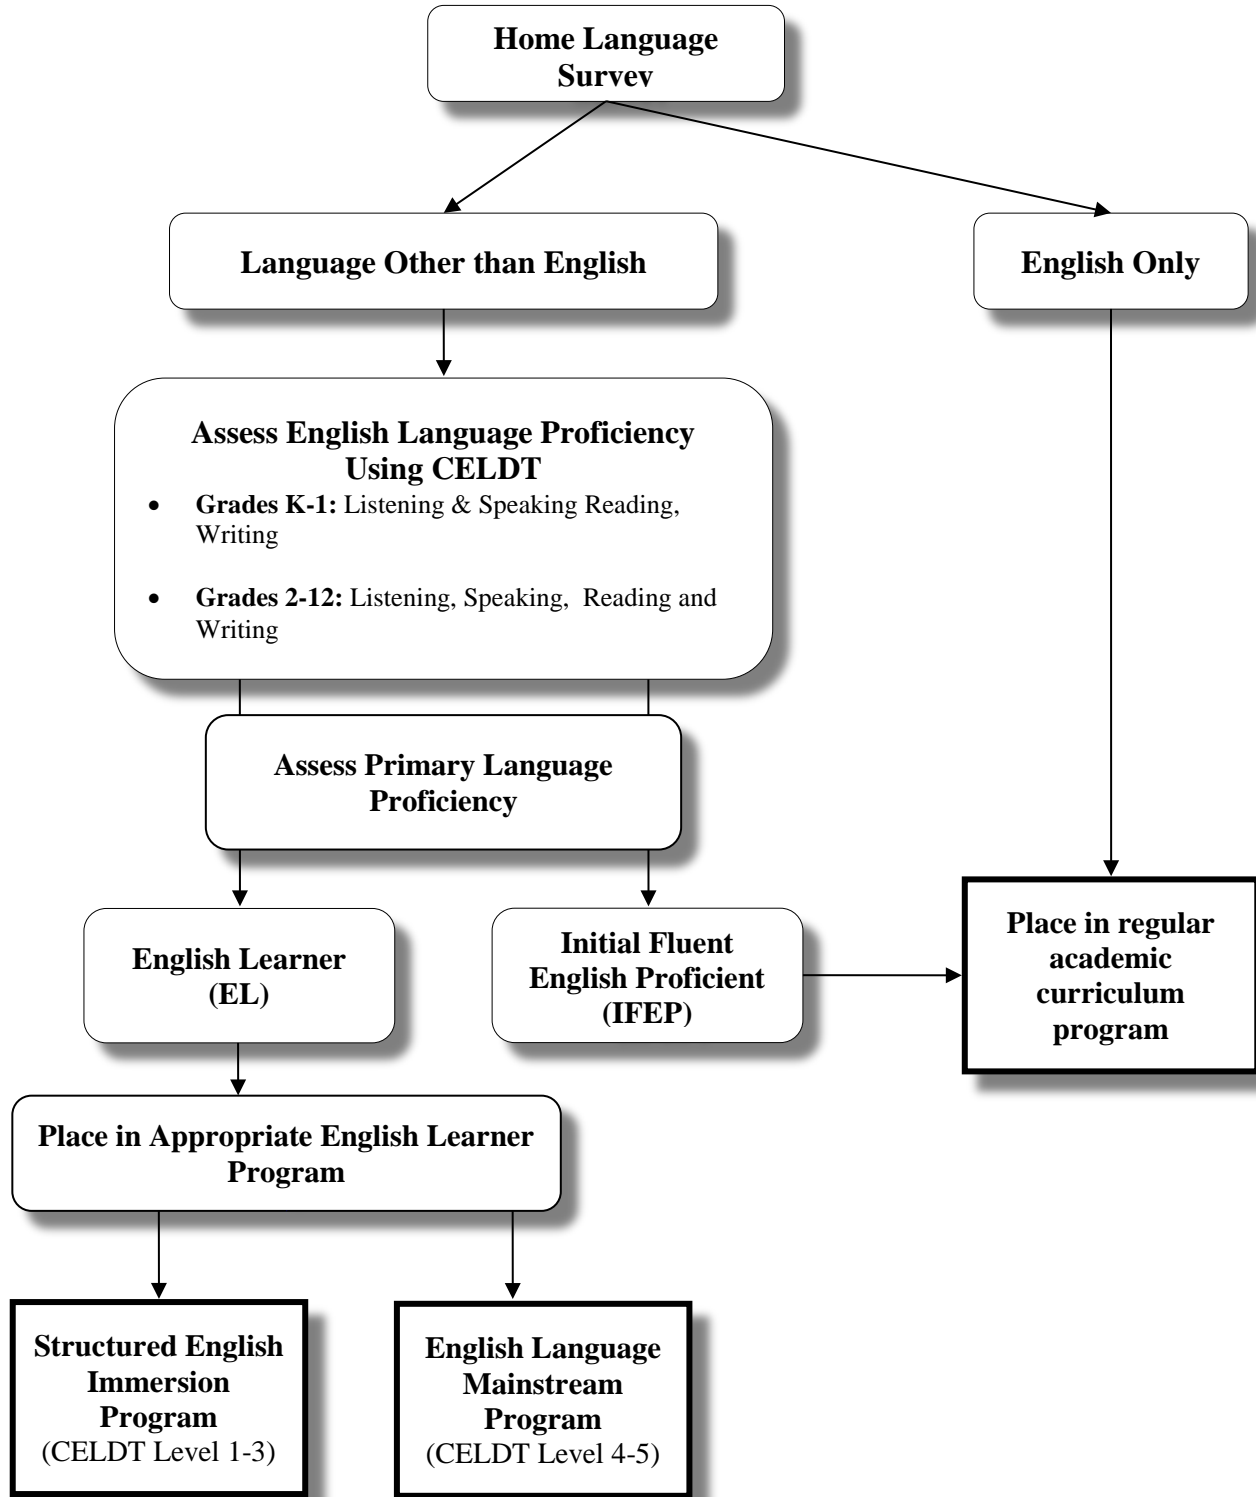 Home Language
Survey
Language Other than English
English Only
Assess English Language Proficiency
Using CELDT
• Grades K-1: Listening & Speaking Reading,
Writing
• Grades 2-12: Listening, Speaking, Reading and
Writing
Assess Primary Language
Proficiency
English Learner
(EL)
Initial Fluent
English Proficient
(IFEP)
Place in regular
academic
curriculum
program
Place in Appropriate English Learner
Program
Structured English
Immersion
Program
(CELDT Level 1-3)
English Language
Mainstream
Program
(CELDT Level 4-5)